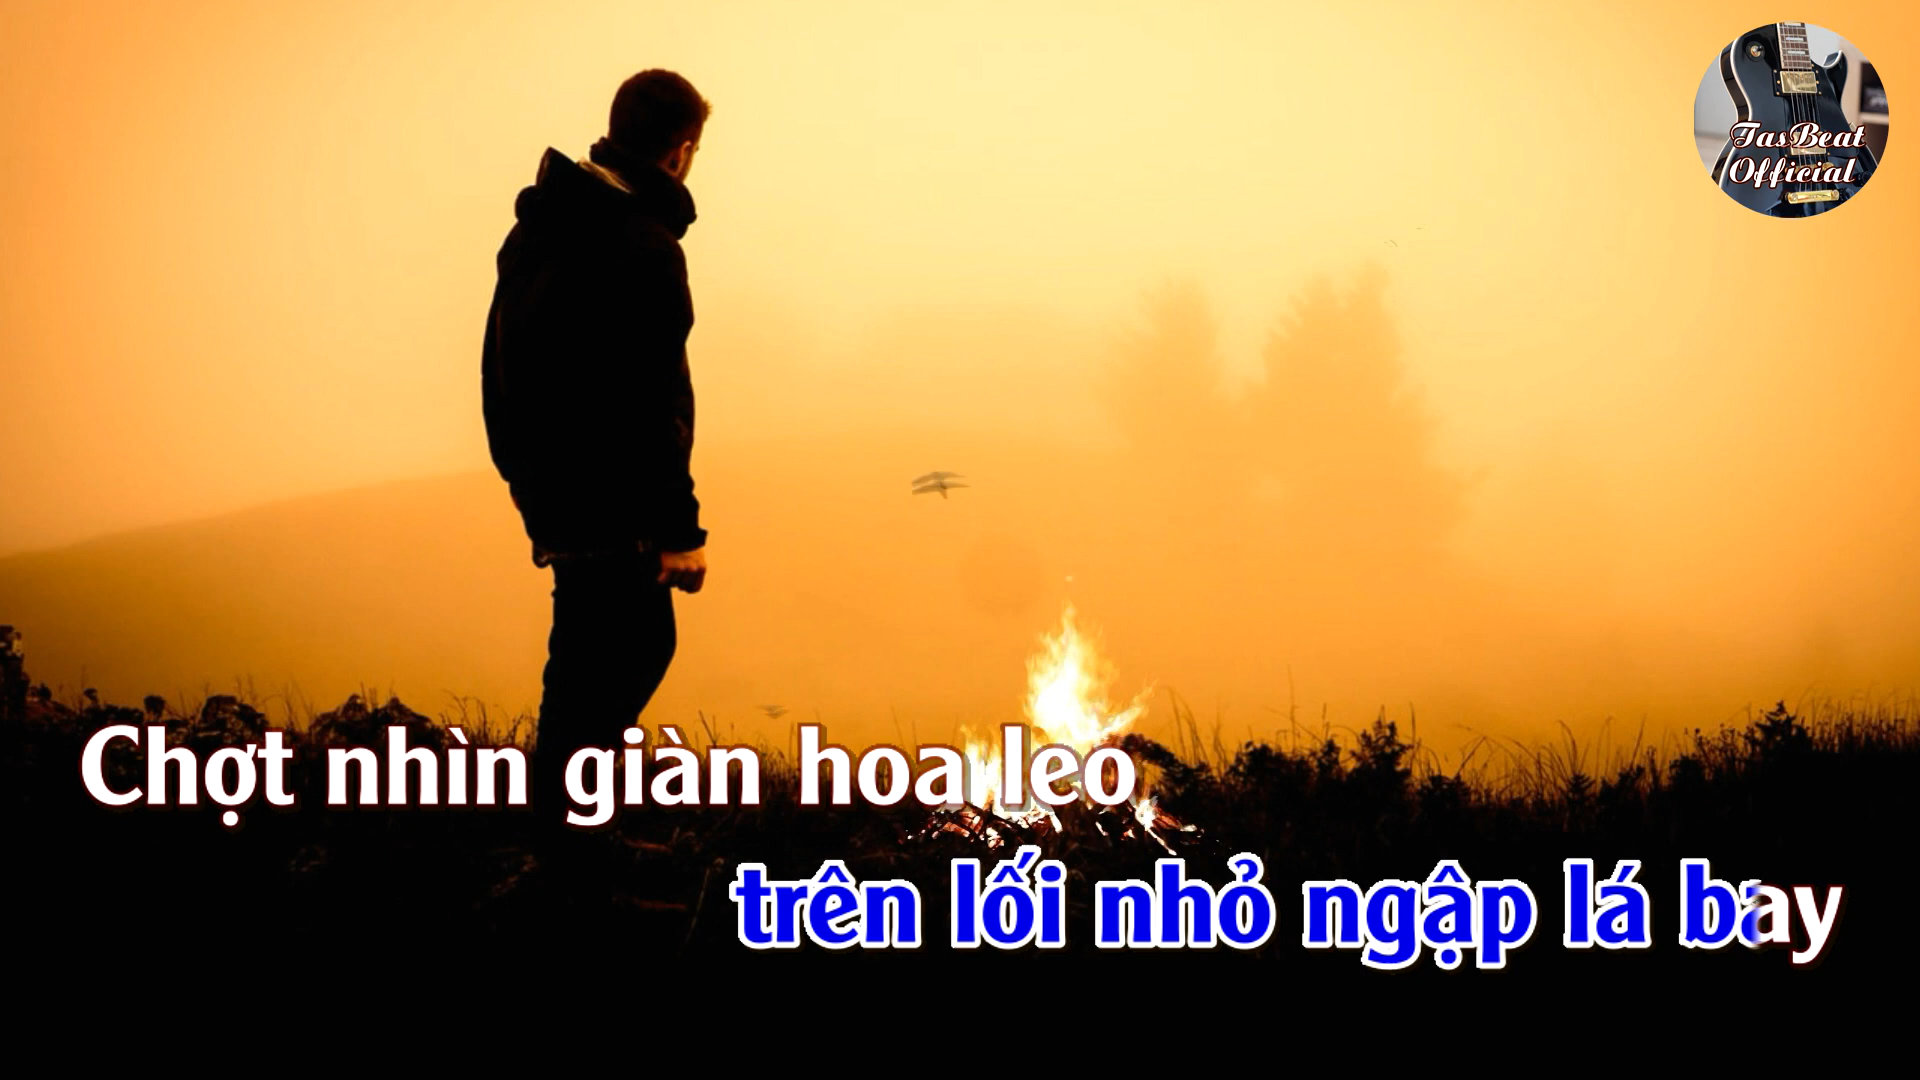 TasBeat
Official
Chợt nhìn giàn hoa leo
trên lối nhỏ ngập lá bay